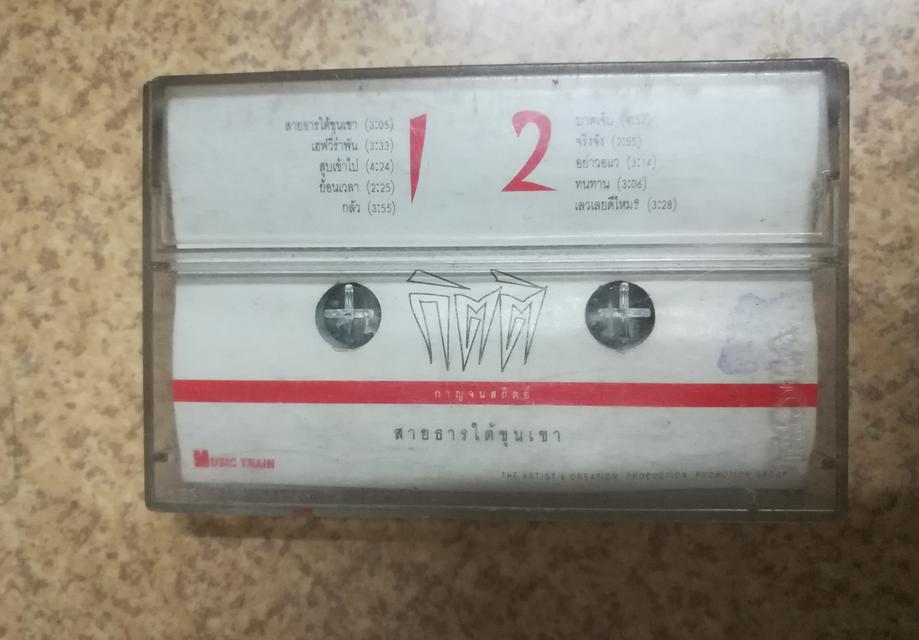 สายธารใต้ขุนเขา (3:05)
เฮฟวี่รำพัน (3:33)
สูบเข้าไป (4:24)
ย้อนเวลา (2:25)
กลัว (3:55)
1
2
บาดเจ็บ
จริงจัง (2:55)
อย่าวอแว (3:14)
ทนทาน (3:06)
เลวเลยดีไหม? (3:28)
กิตติ
กาญจนสถิตย์
สายธารใต้ขุนเขา
MUSIC TRAIN
THE ARTIST & CREATION PRODUCTION PROMOTION GROUP